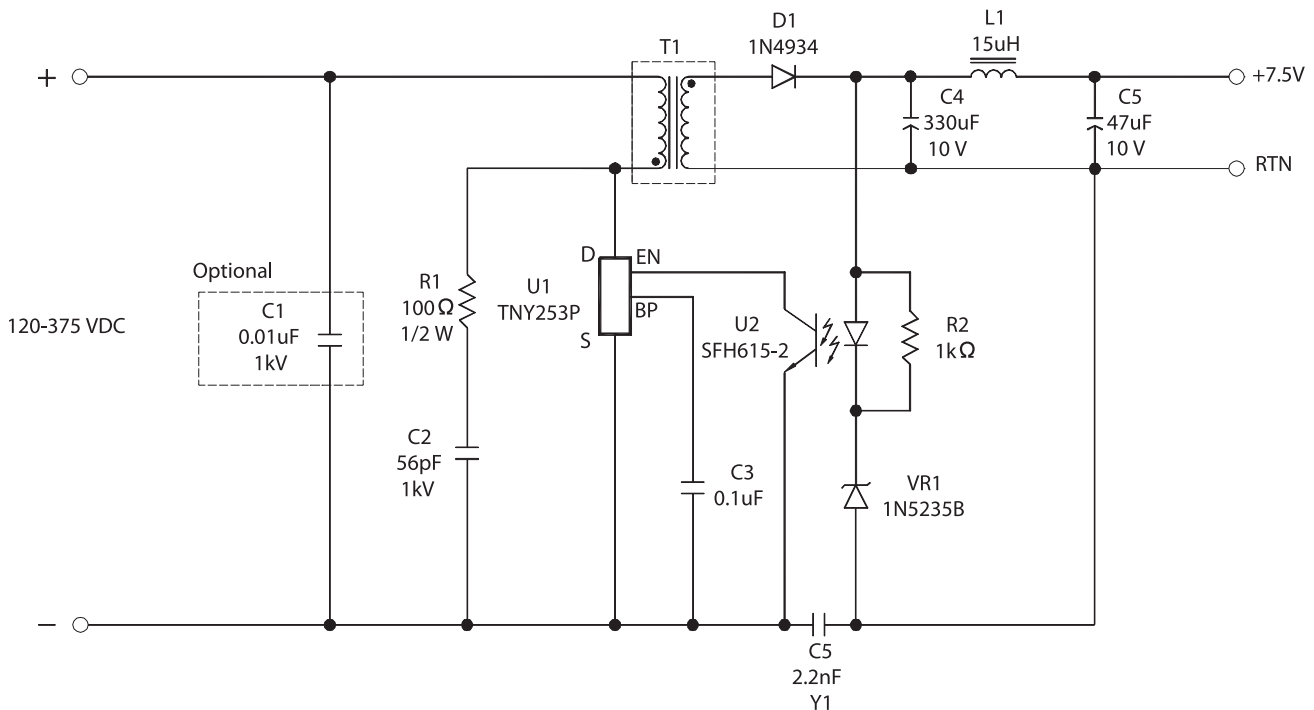 D1
1N4934
L1
15uH
T1
+
+7.5V
C4
330uF
10 V
C5
47uF
10 V
RTN
Optional
C1
0.01uF
1kV
120-375 VDC
R1
100Ω
1/2 W
U1
TNY253P
D
EN
BP
S
U2
SFH615-2
R2
1kΩ
C2
56pF
1kV
C3
0.1uF
VR1
1N5235B
−
C5
2.2nF
Y1